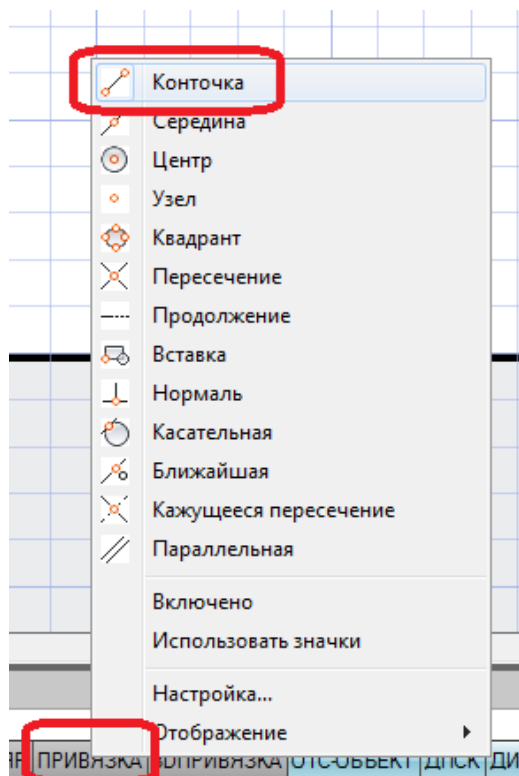 Конточка
Середина
Центр
Узел
Квадрант
Пересечение
Продолжение
Вставка
Нормаль
Касательная
Ближайшая
Кажущееся пересечение
Параллельная
Включено
Использовать значки
Настройка...
Отображение
ПРИВЯЗКА 3DПРИВЯЗКА ОТС-ОБЪЕКТ ДПСК